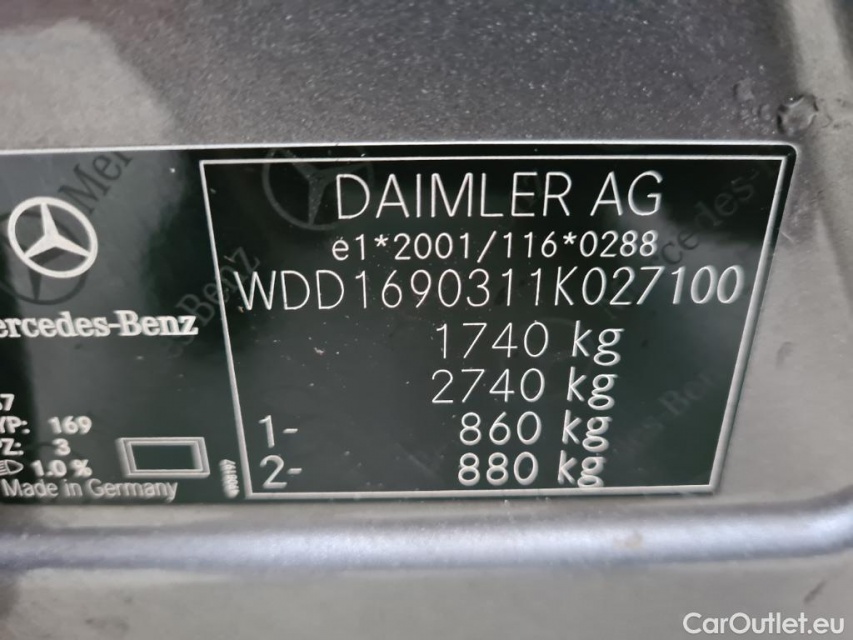 DAIMLER AG
e1*2001/116*0288
WDD1690311K027100
1740 kg
2740 kg
1- 860 kg
2- 880 kg
Mercedes-Benz
169
3
1.0 %
Made in Germany
CarOutlet.eu